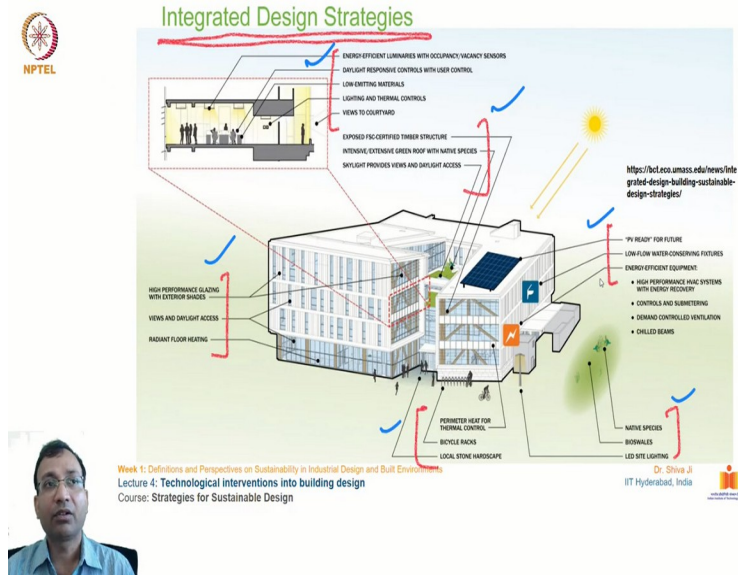 Integrated Design Strategies
NPTEL
ENERGY-EFFICIENT LUMINARIES WITH OCCUPANCY/VACANCY SENSORS
DAYLIGHT RESPONSIVE CONTROLS WITH USER CONTROL
LOW-EMITTING MATERIALS
LIGHTING AND THERMAL CONTROLS
VIEWS TO COURTYARD
EXPOSED FSC-CERTIFIED TIMBER STRUCTURE
INTENSIVE/EXTENSIVE GREEN ROOF WITH NATIVE SPECIES
SKYLIGHT PROVIDES VIEWS AND DAYLIGHT ACCESS
https://bct.eco.umass.edu/news/inte
grated-design-building-sustainable-
design-strategies/
"PV READY" FOR FUTURE
LOW-FLOW WATER-CONSERVING FIXTURES
ENERGY-EFFICIENT EQUIPMENT:
• HIGH PERFORMANCE HVAC SYSTEMS
WITH ENERGY RECOVERY
• CONTROLS AND SUBMETERING
• DEMAND CONTROLLED VENTILATION
• CHILLED BEAMS
HIGH PERFORMANCE GLAZING
WITH EXTERIOR SHADES
VIEWS AND DAYLIGHT ACCESS
RADIANT FLOOR HEATING
PERIMETER HEAT FOR
THERMAL CONTROL
BICYCLE RACKS
LOCAL STONE HARDSCAPE
NATIVE SPECIES
BIOSWALES
LED SITE LIGHTING
Week 1: Definitions and Perspectives on Sustainability in Industrial Design and Built Environments
Lecture 4: Technological interventions into building design
Course: Strategies for Sustainable Design
Dr. Shiva Ji
IIT Hyderabad, India